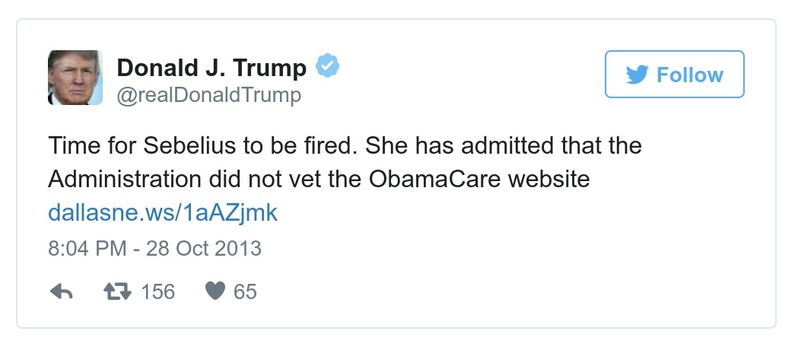 Donald J. Trump
Follow
@realDonaldTrump
Time for Sebelius to be fired. She has admitted that the
Administration did not vet the ObamaCare website
dallasne.ws/1aAZjmk
8:04 PM - 28 Oct 2013
156 65